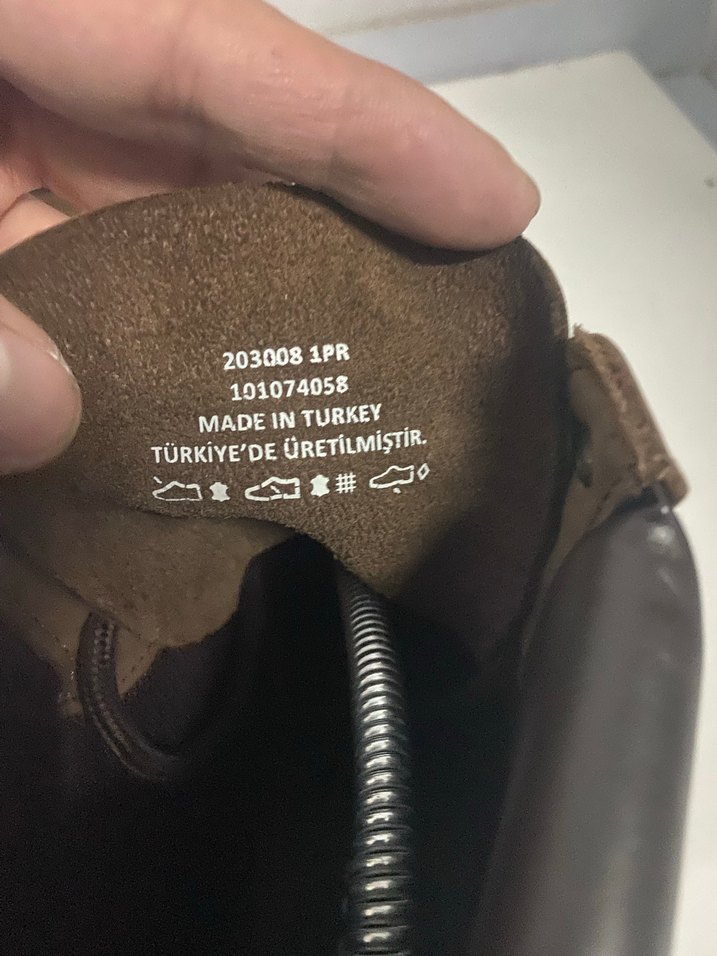 203008 1PR
101074058
MADE IN TURKEY
TÜRKİYE'DE ÜRETİLMİŞTİR.